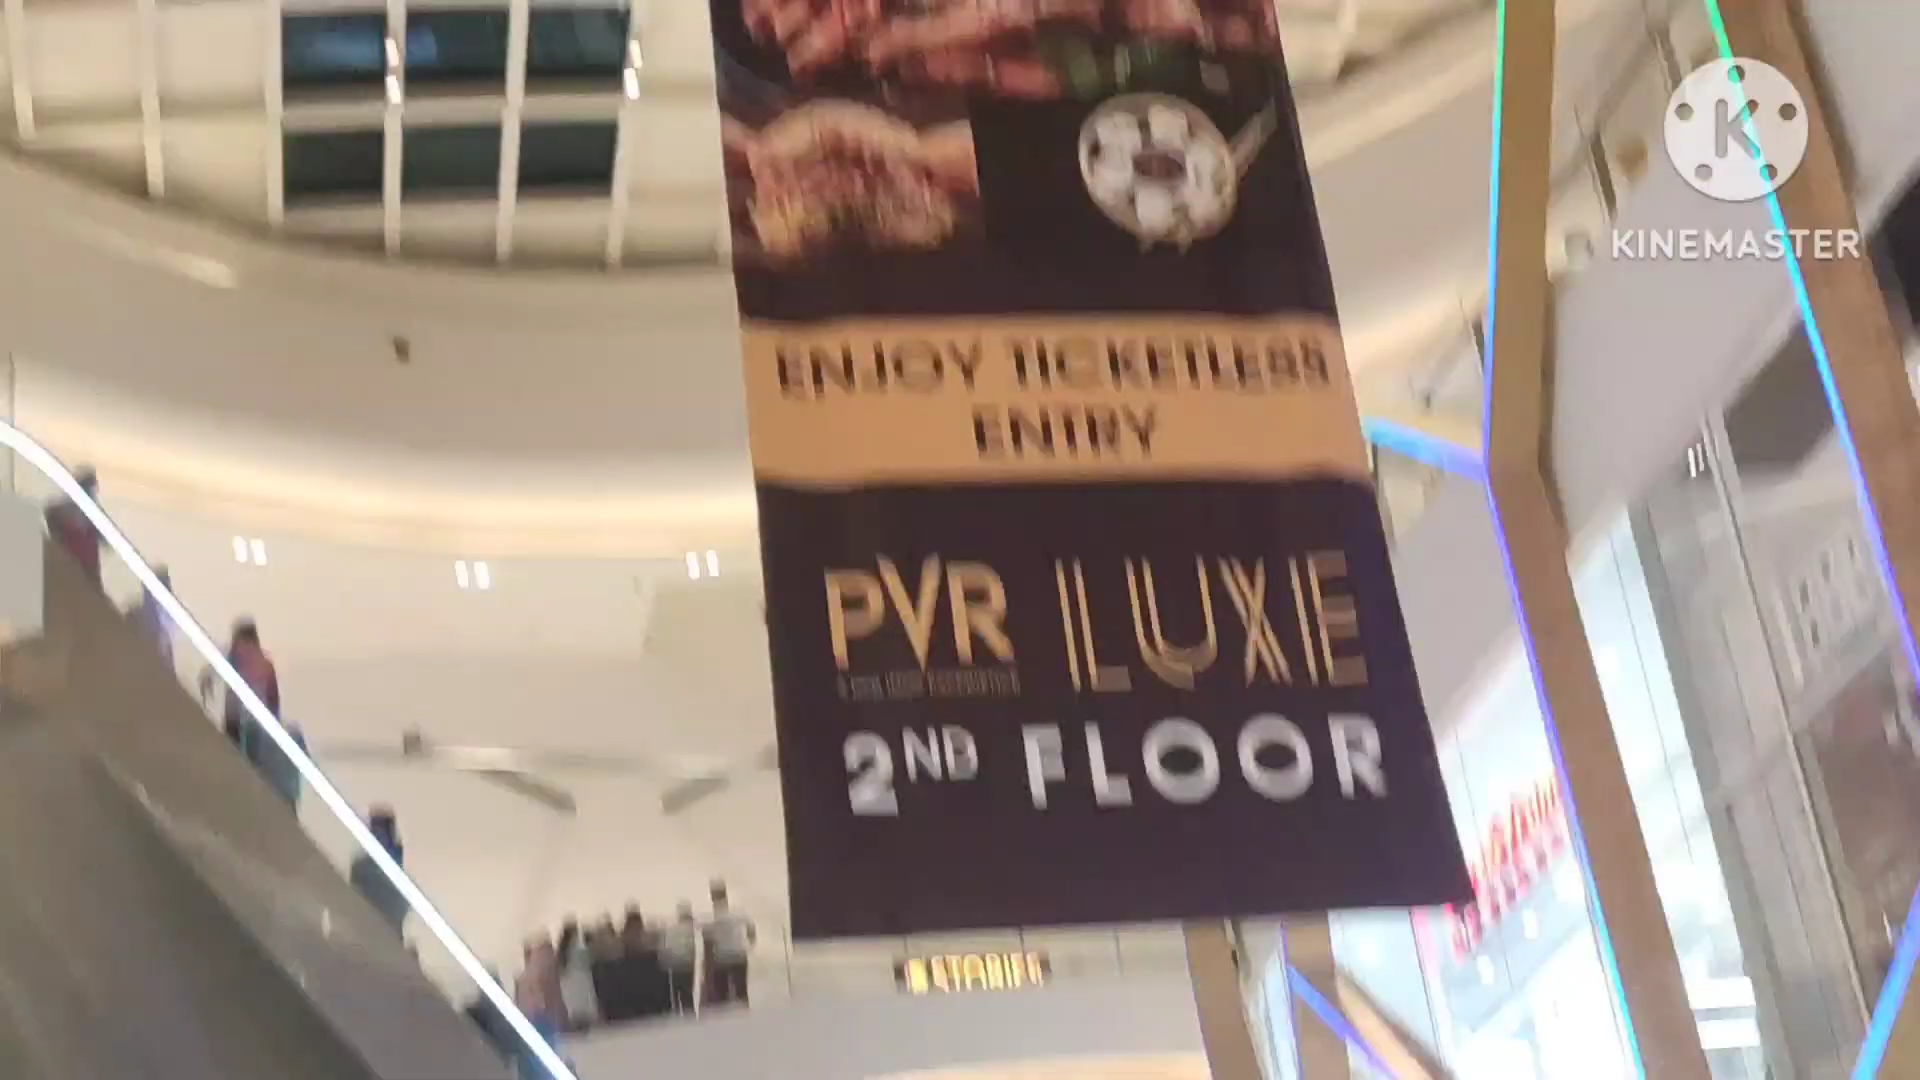 K
KINEMASTER
ENJOY TICKETLESS
ENTRY
PVR LUXE
2ND FLOOR